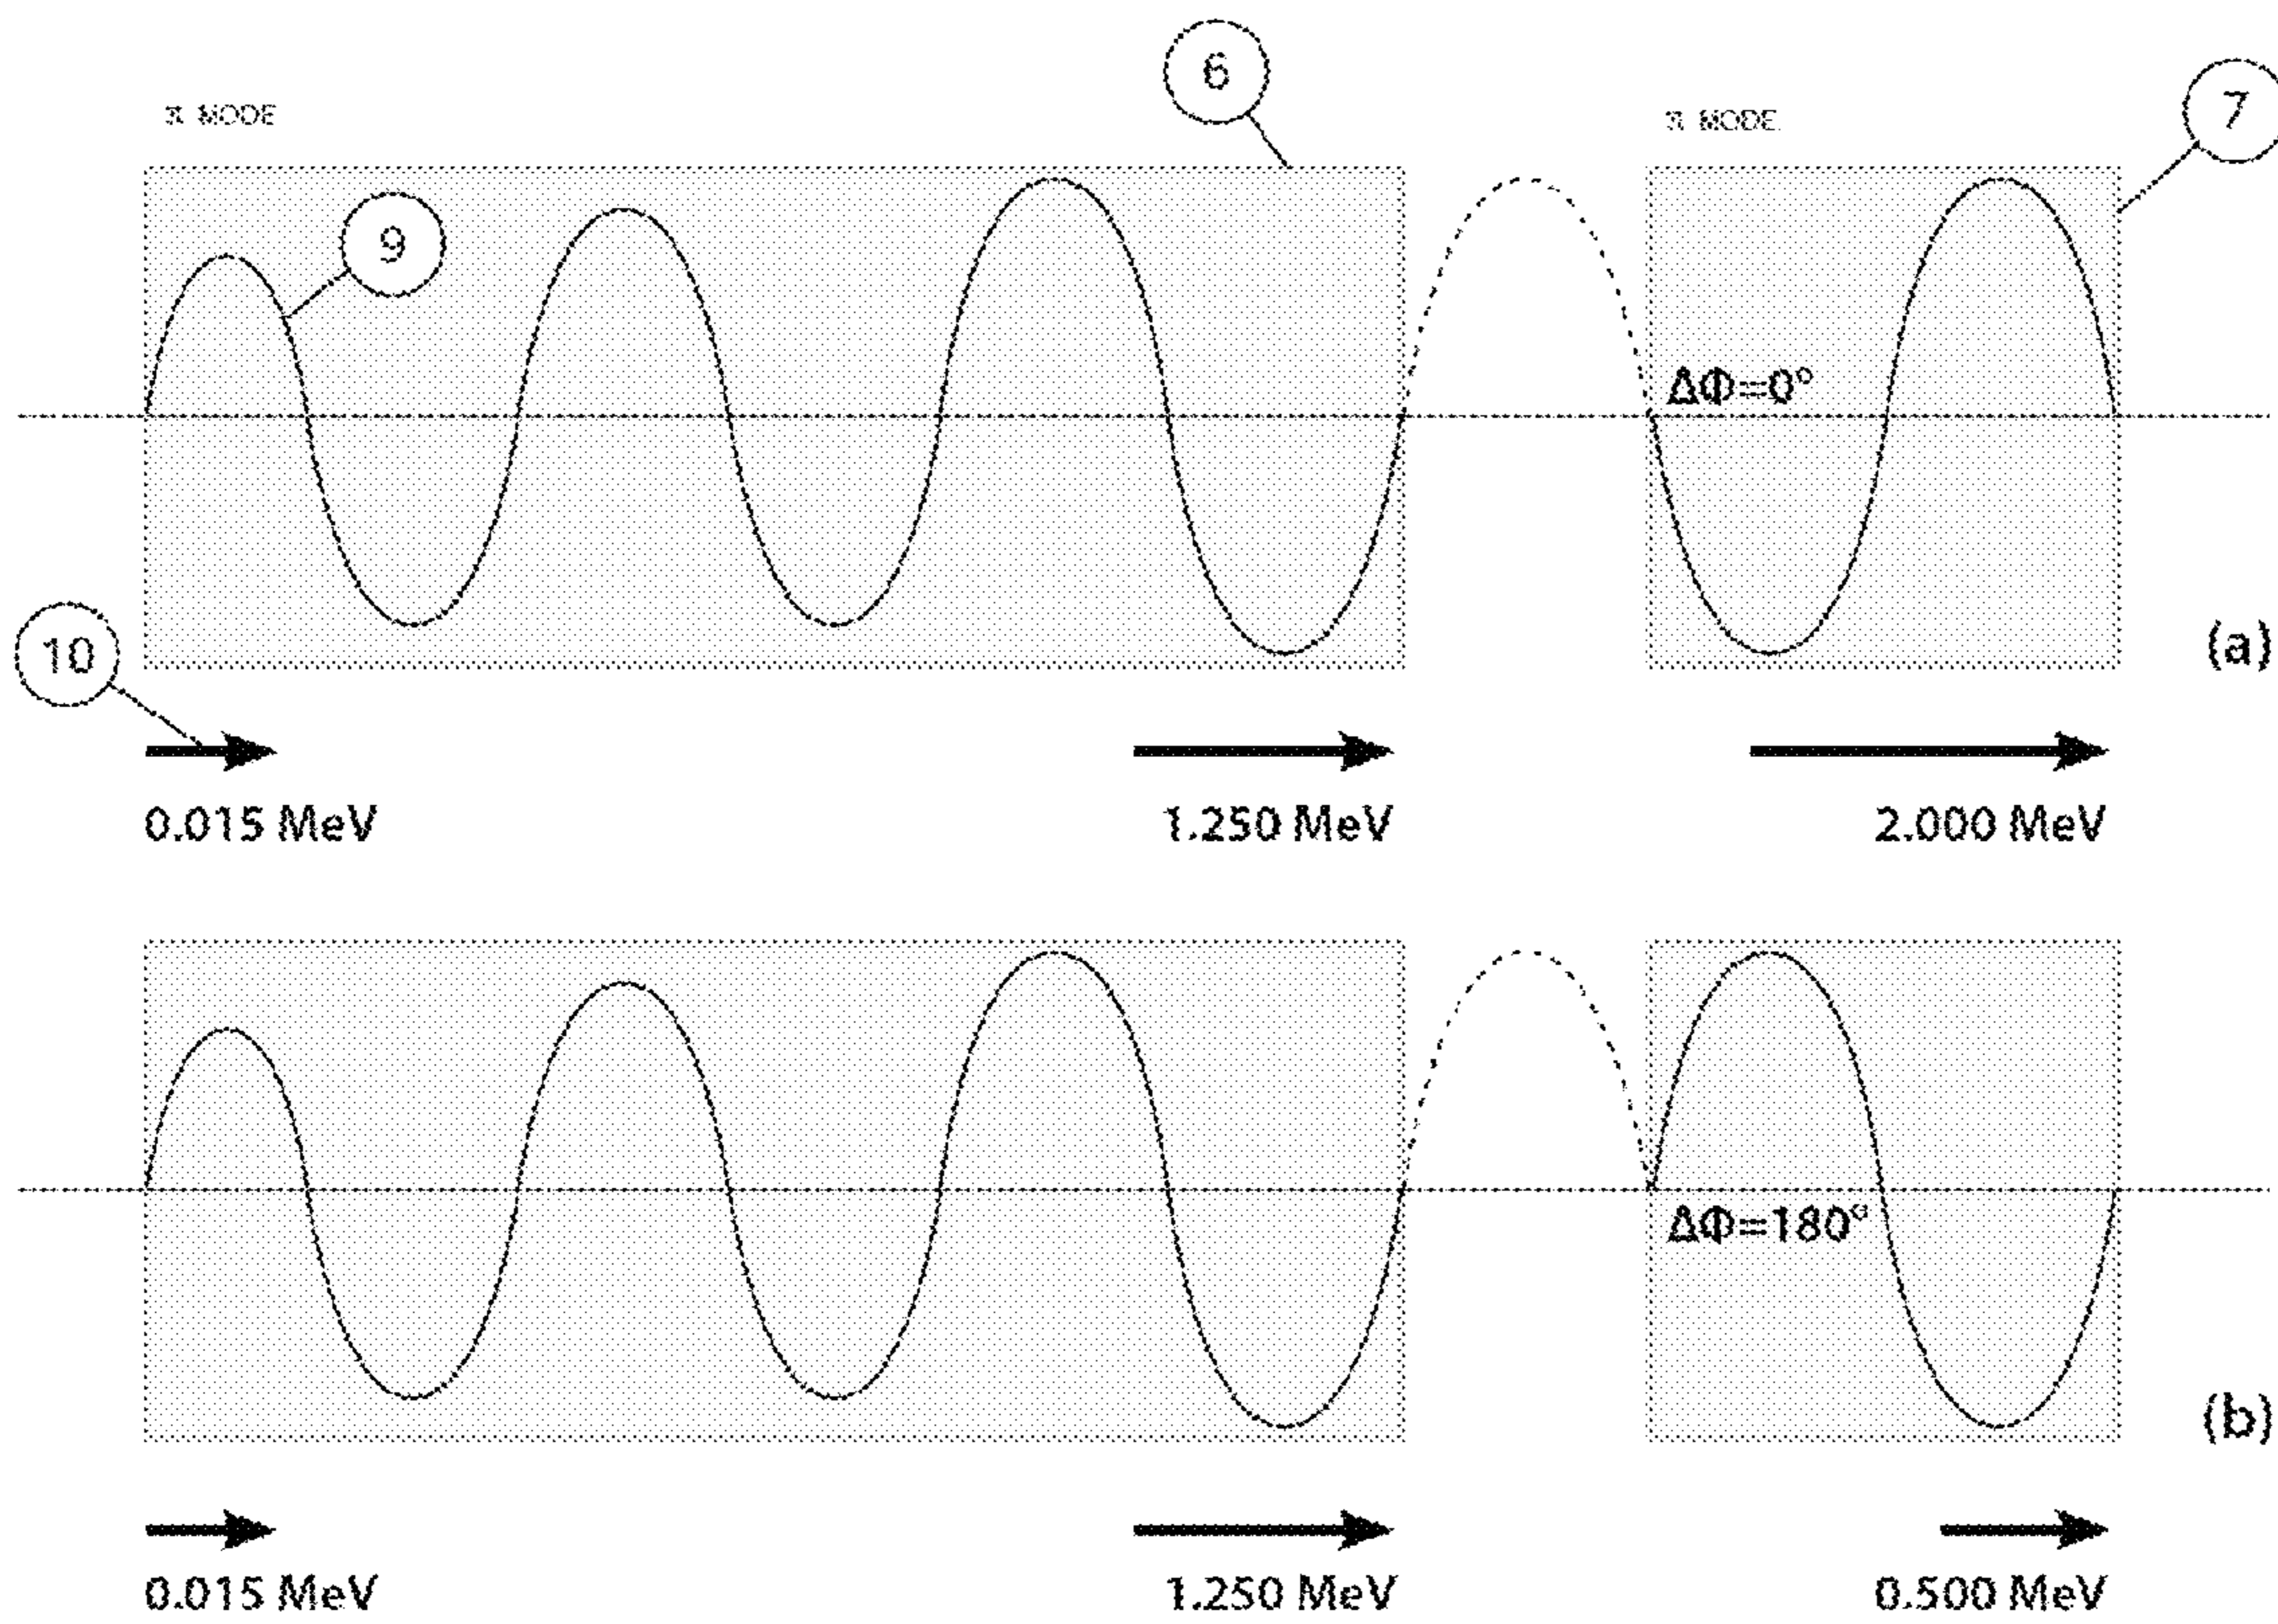 6
7
π MODE
π MODE
9
ΔΦ=0°
10
(a)
0.015 MeV
1.250 MeV
2.000 MeV
ΔΦ=180°
(b)
0.015 MeV
1.250 MeV
0.500 MeV